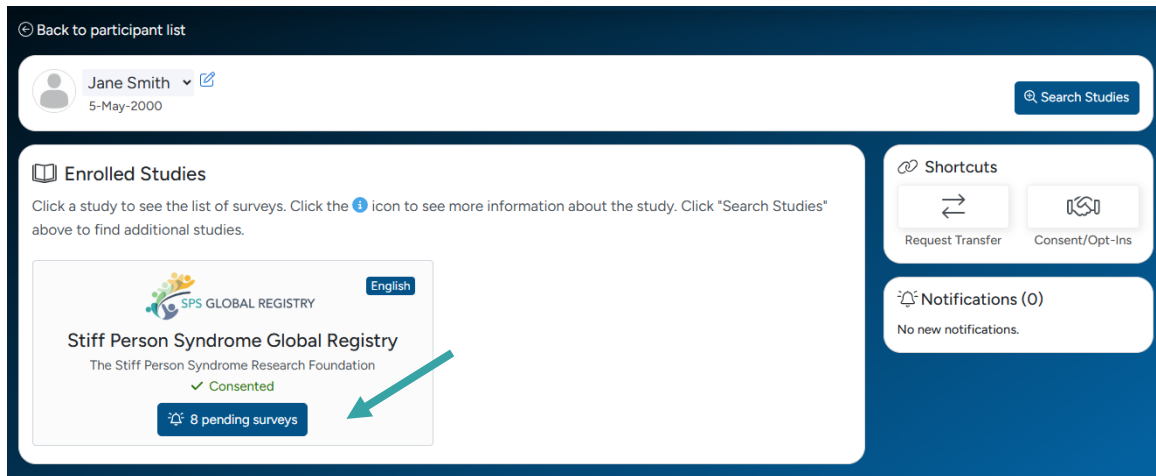 Back to participant list
Jane Smith
5-May-2000
Search Studies
Enrolled Studies
Click a study to see the list of surveys. Click the i icon to see more information about the study. Click "Search Studies"
above to find additional studies.
English
SPS GLOBAL REGISTRY
Stiff Person Syndrome Global Registry
The Stiff Person Syndrome Research Foundation
Consented
8 pending surveys
Shortcuts
Request Transfer
Consent/Opt-Ins
Notifications (0)
No new notifications.